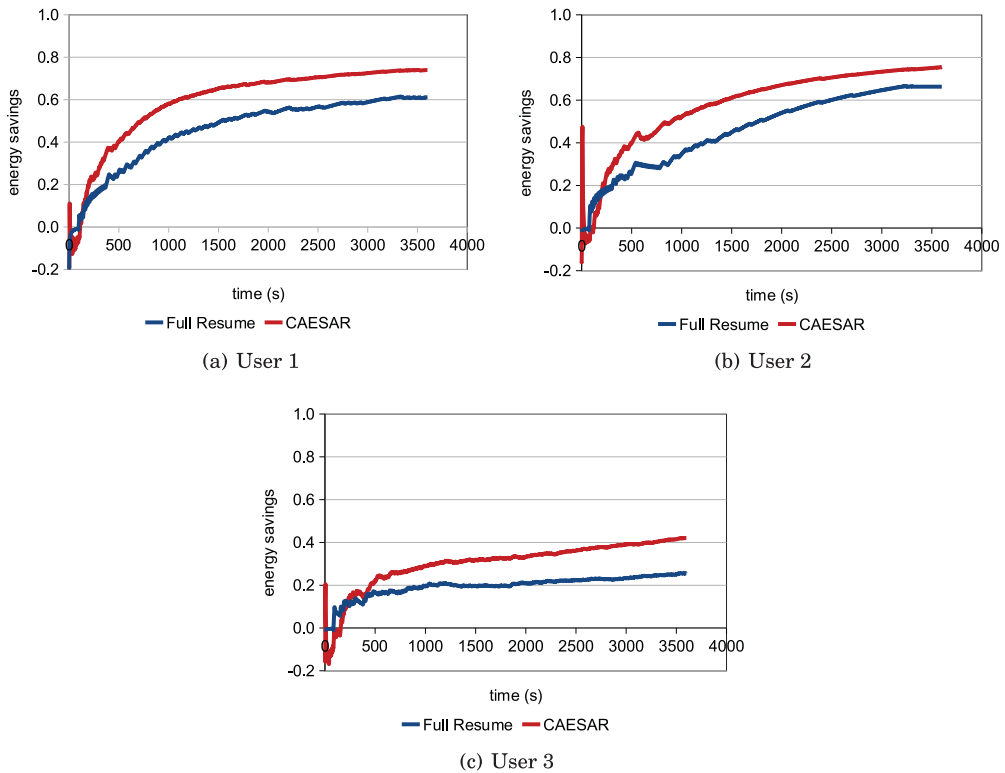 1.0
0.8
0.6
0.4
0.2
0.0
-0.2
energy savings
0 500 1000 1500 2000 2500 3000 3500 4000
time (s)
Full Resume CAESAR
(a) User 1
1.0
0.8
0.6
0.4
0.2
0.0
-0.2
energy savings
0 500 1000 1500 2000 2500 3000 3500 4000
time (s)
Full Resume CAESAR
(b) User 2
1.0
0.8
0.6
0.4
0.2
0.0
-0.2
energy savings
0 500 1000 1500 2000 2500 3000 3500 4000
time (s)
Full Resume CAESAR
(c) User 3